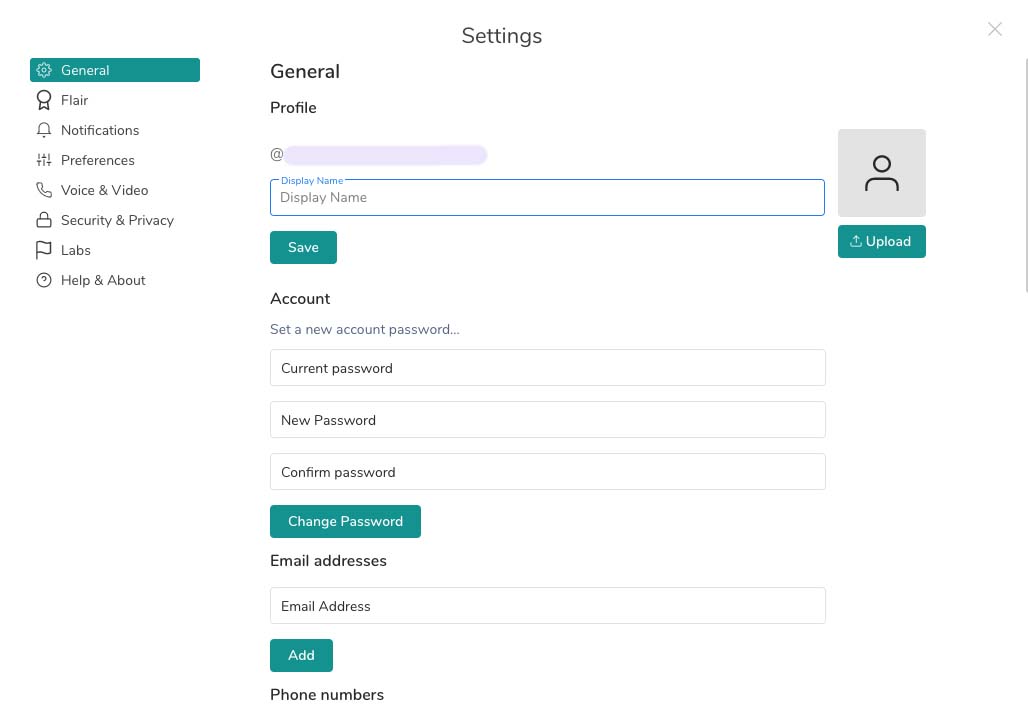 Settings
General
Flair
Notifications
Preferences
Voice & Video
Security & Privacy
Labs
Help & About
General
Profile
@
Display Name
Display Name
Save
Upload
Account
Set a new account password...
Current password
New Password
Confirm password
Change Password
Email addresses
Email Address
Add
Phone numbers